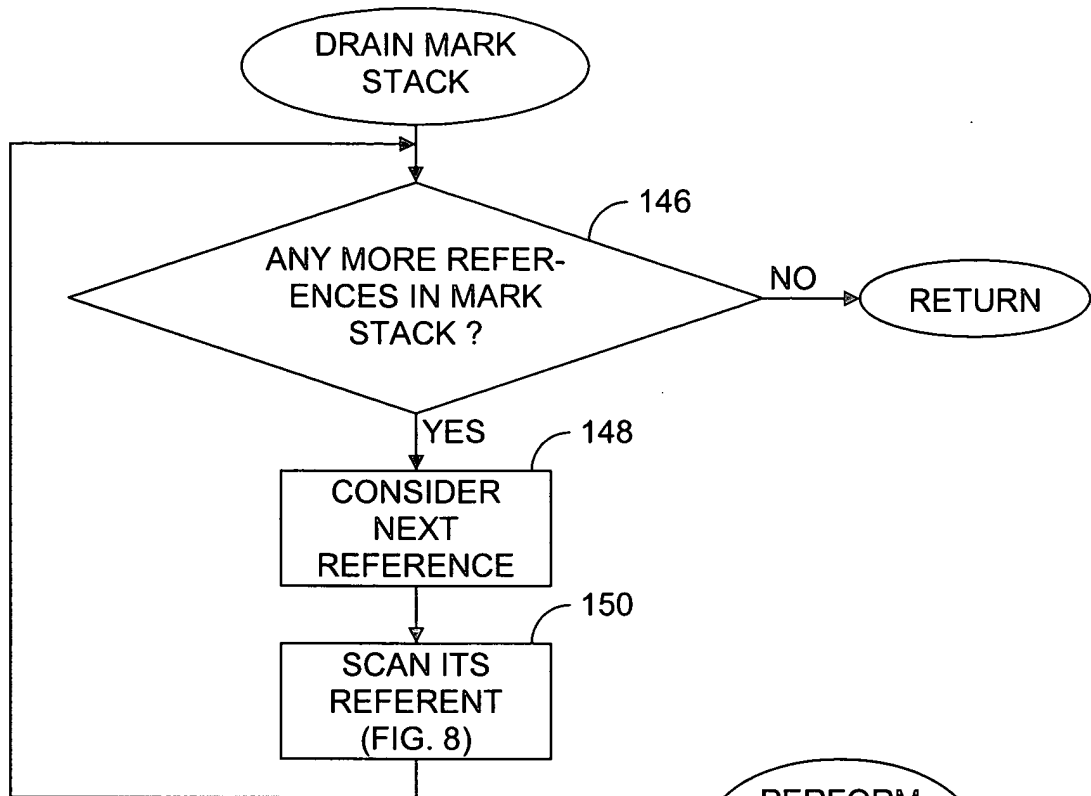 DRAIN MARK
STACK
146
ANY MORE REFER-
ENCES IN MARK
STACK ?
NO
RETURN
YES
148
CONSIDER
NEXT
REFERENCE
150
SCAN ITS
REFERENT
(FIG. 8)
PERFORM